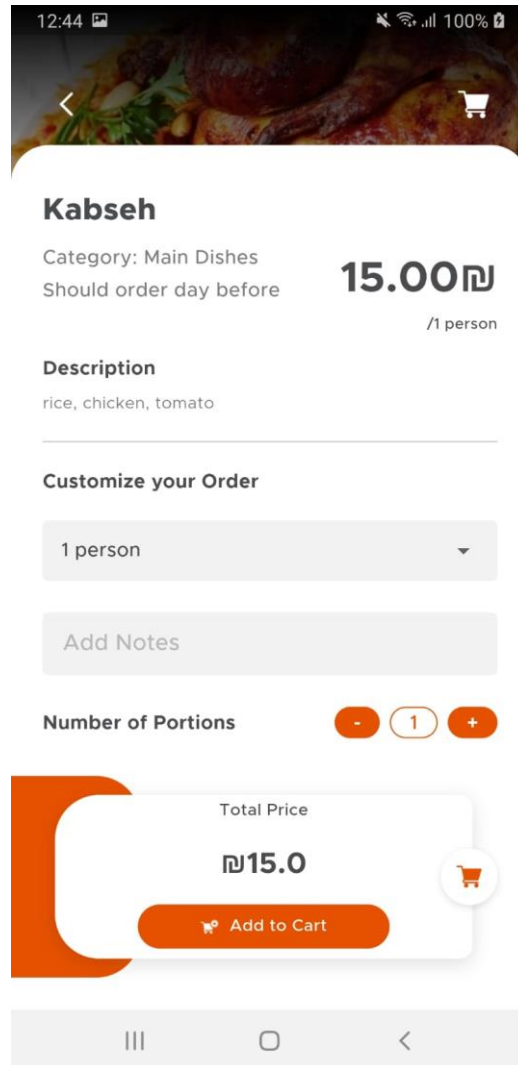 12:44
100%
Kabseh
Category: Main Dishes
Should order day before
15.00₪
/1 person
Description
rice, chicken, tomato
Customize your Order
1 person
Add Notes
Number of Portions
- 1 +
Total Price
₪15.0
Add to Cart